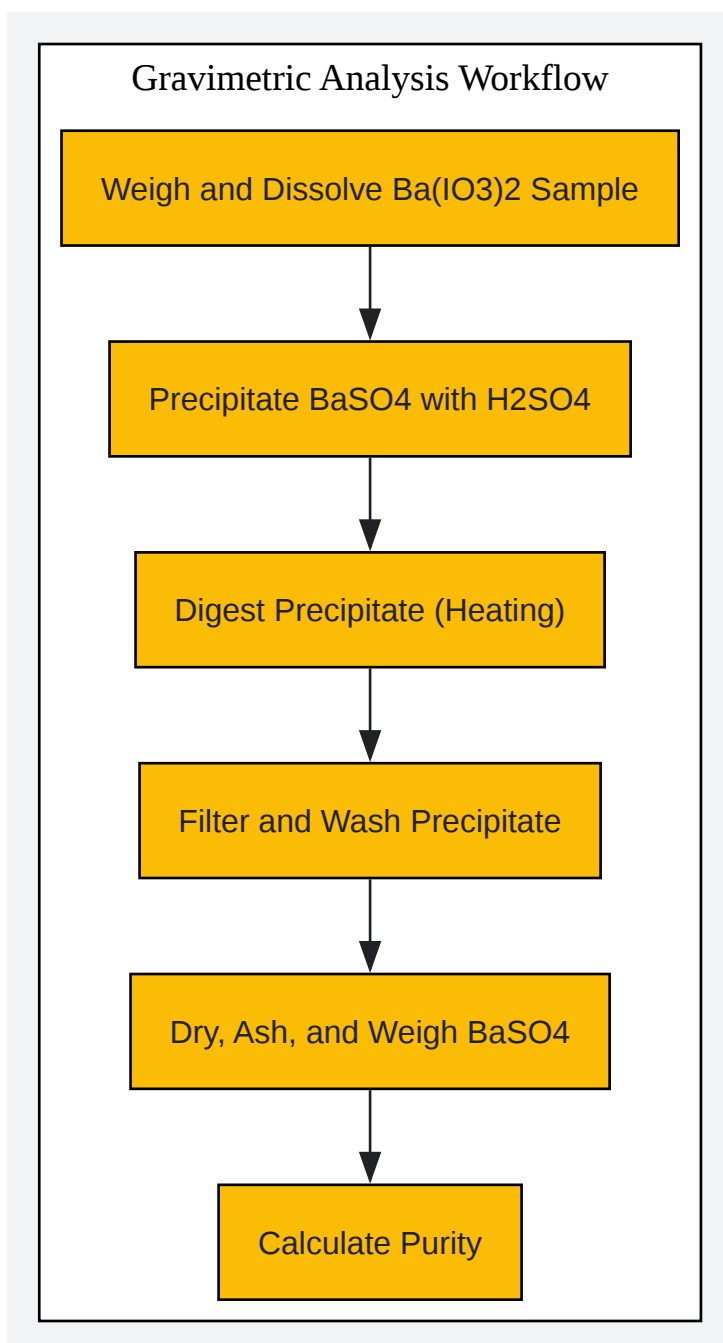 Gravimetric Analysis Workflow
Weigh and Dissolve Ba(IO3)2 Sample
Precipitate BaSO4 with H2SO4
Digest Precipitate (Heating)
Filter and Wash Precipitate
Dry, Ash, and Weigh BaSO4
Calculate Purity